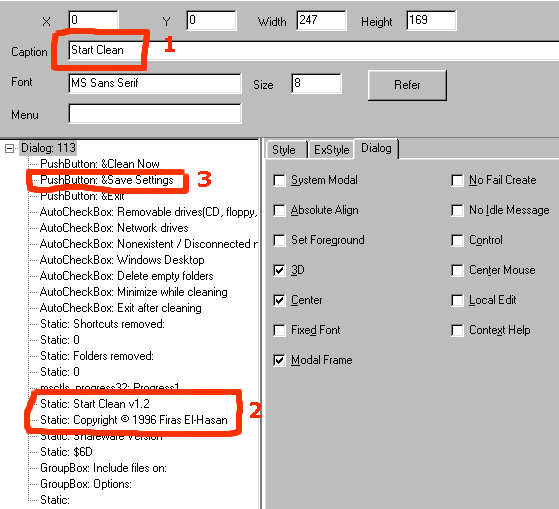 X 0 Y 0 Width 247 Height 169
Caption Start Clean 1
Font MS Sans Serif Size 8 Refer
Menu
Dialog: 113
PushButton: &Clean Now
PushButton: &Save Settings 3
PushButton: &Exit
AutoCheckBox: Removable drives(CD, floppy,
AutoCheckBox: Network drives
AutoCheckBox: Nonexistent / Disconnected n
AutoCheckBox: Windows Desktop
AutoCheckBox: Delete empty folders
AutoCheckBox: Minimize while cleaning
AutoCheckBox: Exit after cleaning
Static: Shortcuts removed:
Static: 0
Static: Folders removed:
Static: 0
msctls_progress32: Progress1
Static: Start Clean v1.2
Static: Copyright © 1996 Firas El-Hasan 2
Static: Shareware Version
Static: $6D
GroupBox: Include files on:
GroupBox: Options:
Static:
Style ExStyle Dialog
System Modal No Fail Create
Absolute Align No Idle Message
Set Foreground Control
3D Center Mouse
Center Local Edit
Fixed Font Context Help
Modal Frame